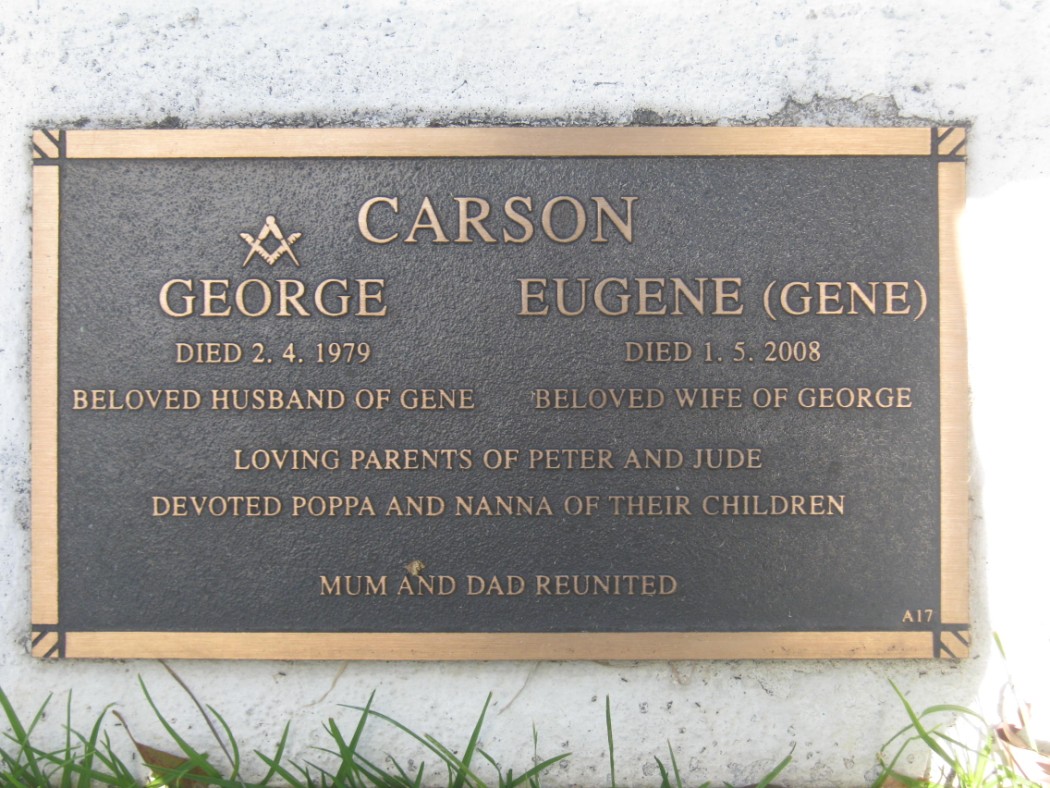 CARSON
GEORGE
DIED 2. 4. 1979
BELOVED HUSBAND OF GENE
EUGENE (GENE)
DIED 1. 5. 2008
BELOVED WIFE OF GEORGE
LOVING PARENTS OF PETER AND JUDE
DEVOTED POPPA AND NANNA OF THEIR CHILDREN
MUM AND DAD REUNITED
A17